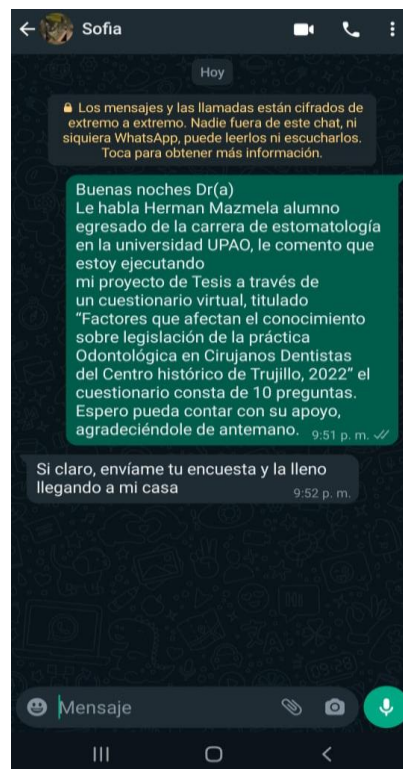 Sofia
Hoy
Los mensajes y las llamadas están cifrados de
extremo a extremo. Nadie fuera de este chat, ni
siquiera WhatsApp, puede leerlos ni escucharlos.
Toca para obtener más información.
Buenas noches Dr(a)
Le habla Herman Mazmela alumno
egresado de la carrera de estomatología
en la universidad UPAO, le comento que
estoy ejecutando
mi proyecto de Tesis a través de
un cuestionario virtual, titulado
“Factores que afectan el conocimiento
sobre legislación de la práctica
Odontológica en Cirujanos Dentistas
del Centro histórico de Trujillo, 2022” el
cuestionario consta de 10 preguntas.
Espero pueda contar con su apoyo,
agradeciéndole de antemano. 9:51 p. m.
Si claro, envíame tu encuesta y la lleno
llegando a mi casa 9:52 p. m.
Mensaje